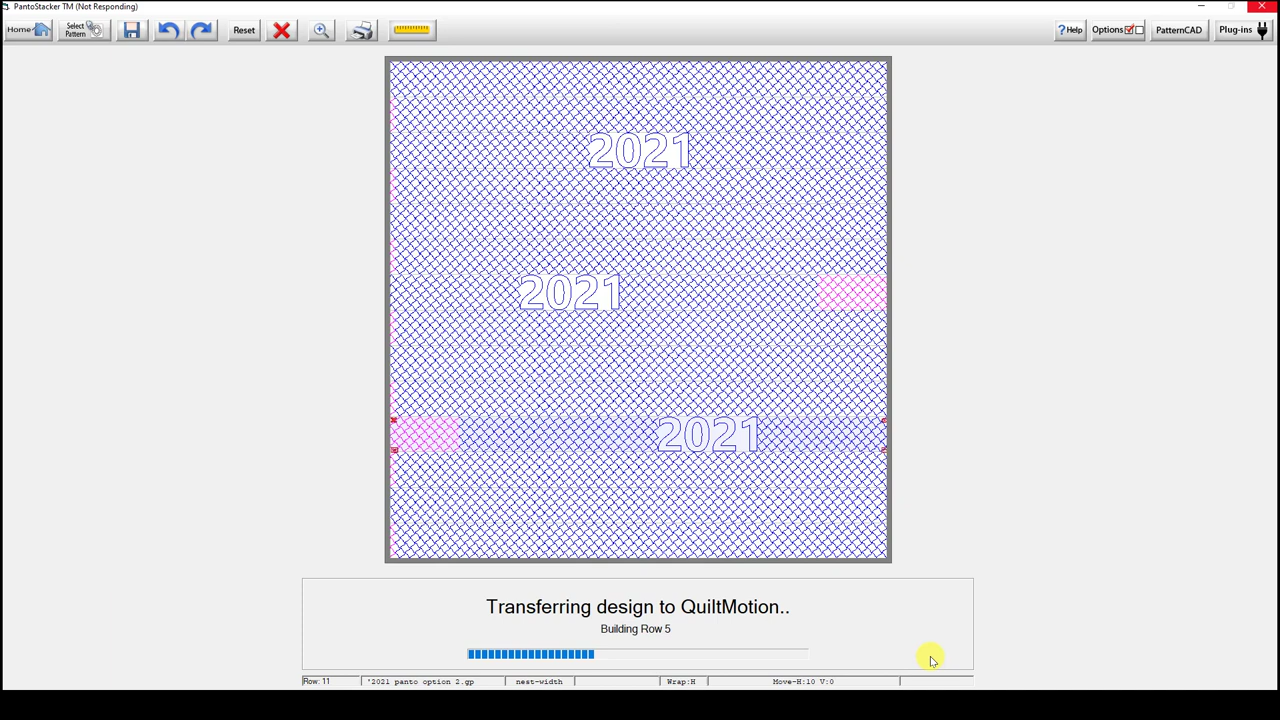 PantoStacker TM (Not Responding)
Home
Select Pattern
Reset
?Help
Options
PatternCAD
Plug-ins
2021
2021
2021
Transferring design to QuiltMotion..
Building Row 5
Row: 11
'2021 panto option 2.gp
nest-width
Wrap:H
Move-H:10 V:0